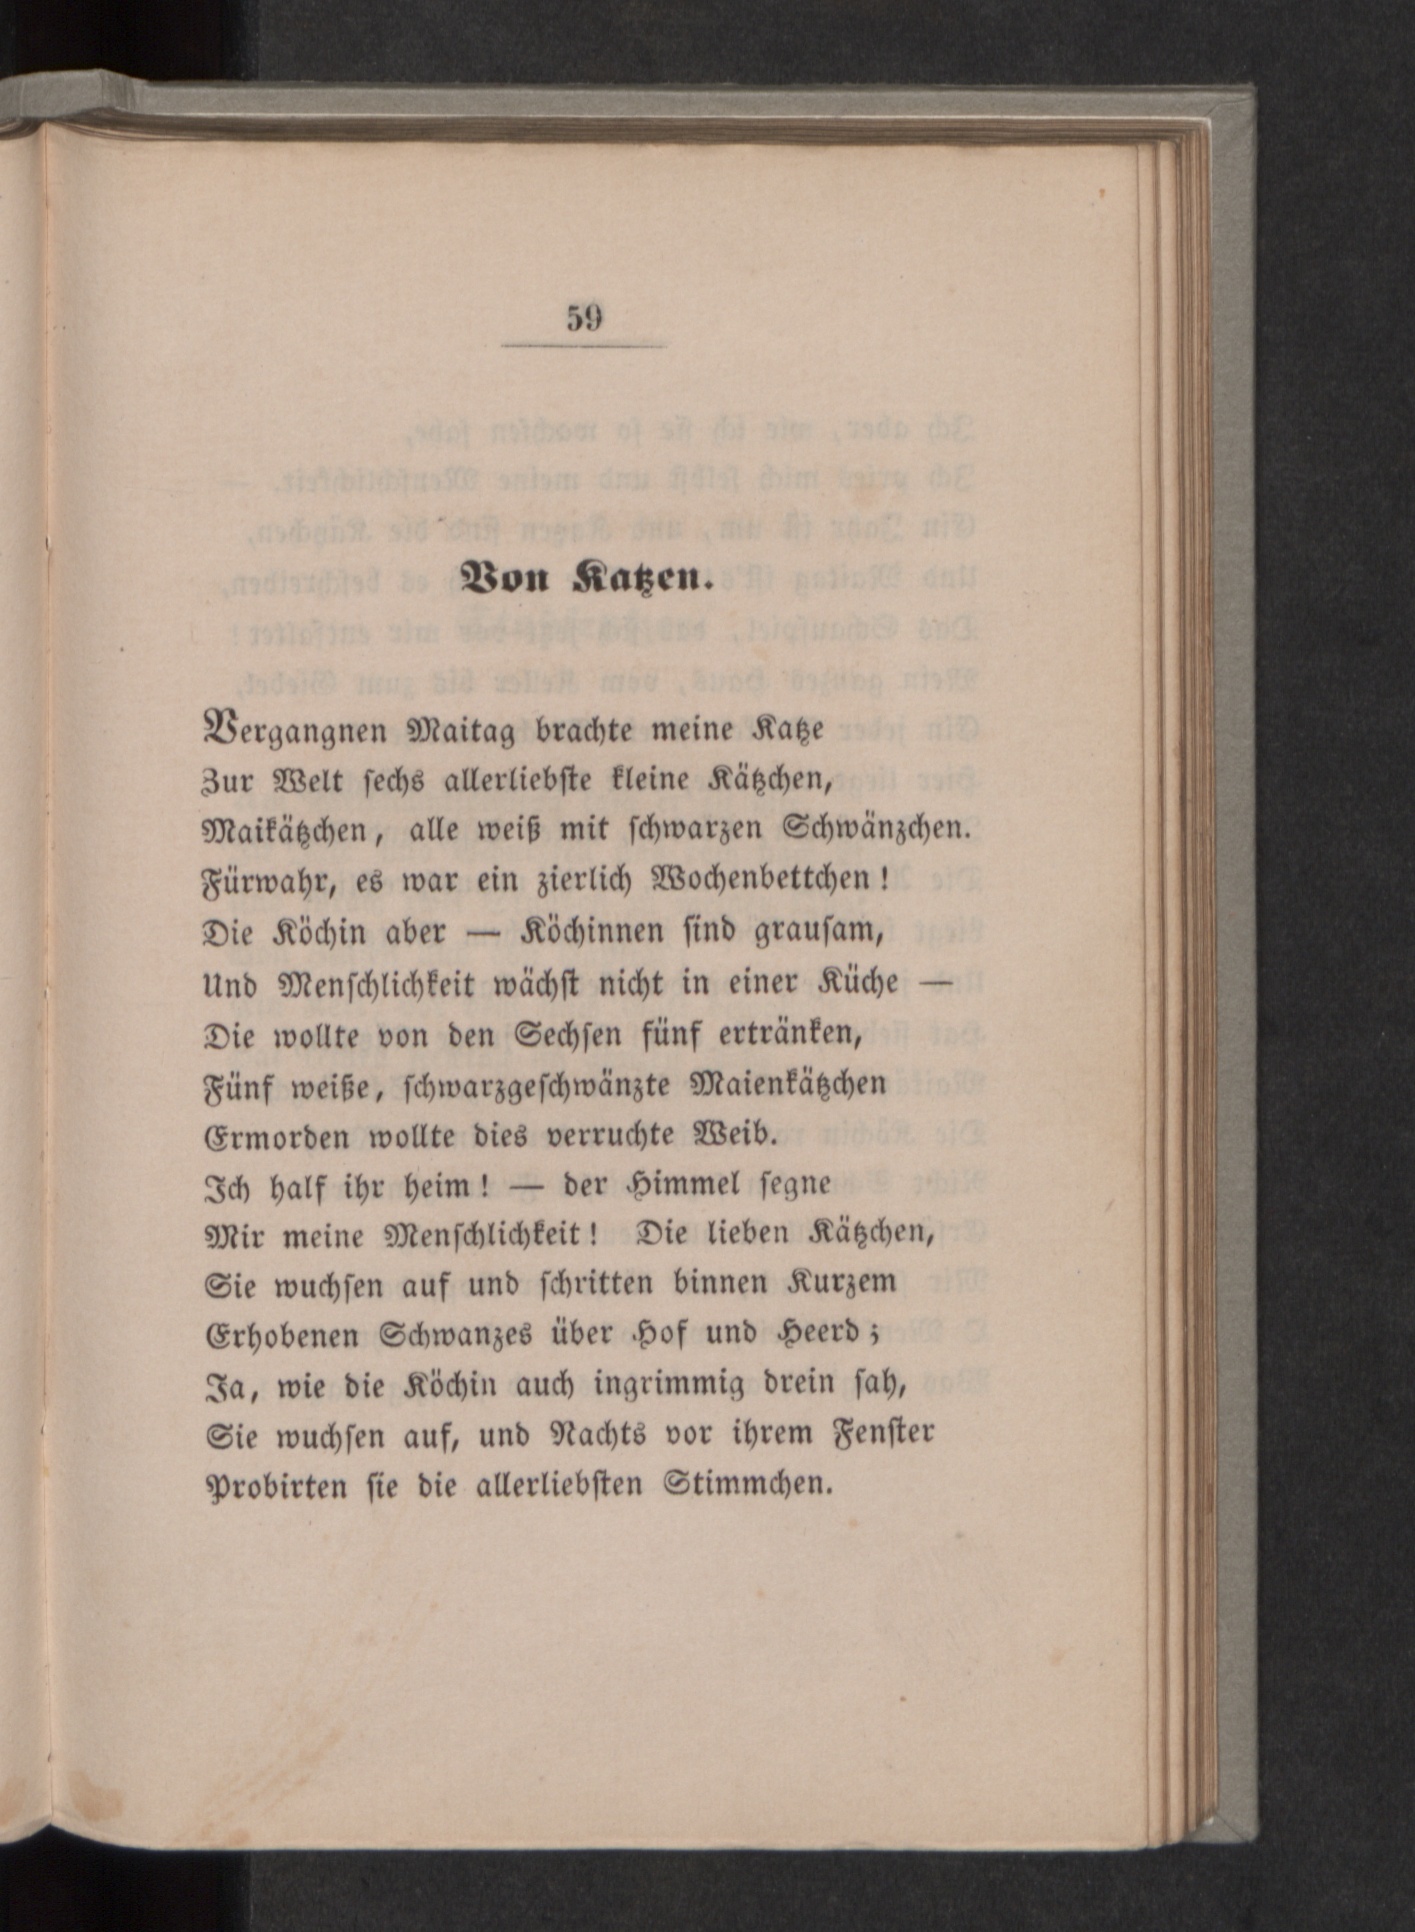 59
Von Katzen.
Vergangnen Maitag brachte meine Katze
Zur Welt ſechs allerliebſte kleine Kätzchen,
Maikätzchen, alle weiß mit ſchwarzen Schwänzchen.
Fürwahr, es war ein zierlich Wochenbettchen!
Die Köchin aber — Köchinnen ſind grauſam,
Und Menſchlichkeit wächſt nicht in einer Küche —
Die wollte von den Sechſen fünf ertränken,
Fünf weiße, ſchwarzgeſchwänzte Maienkätzchen
Ermorden wollte dies verruchte Weib.
Ich half ihr heim! — der Himmel ſegne
Mir meine Menſchlichkeit! Die lieben Kätzchen,
Sie wuchſen auf und ſchritten binnen Kurzem
Erhobenen Schwanzes über Hof und Heerd;
Ja, wie die Köchin auch ingrimmig drein ſah,
Sie wuchſen auf, und Nachts vor ihrem Fenſter
Probirten ſie die allerliebſten Stimmchen.